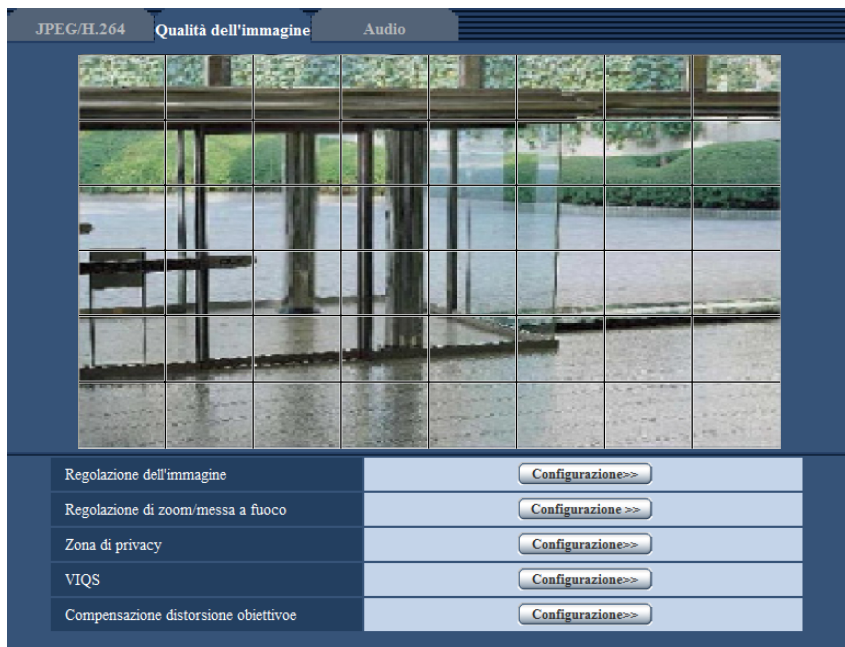 JPEG/H.264 Qualità dell'immagine Audio
Regolazione dell'immagine Configurazione>>
Regolazione di zoom/messa a fuoco Configurazione >>
Zona di privacy Configurazione>>
VIQS Configurazione>>
Compensazione distorsione obiettivoe Configurazione>>